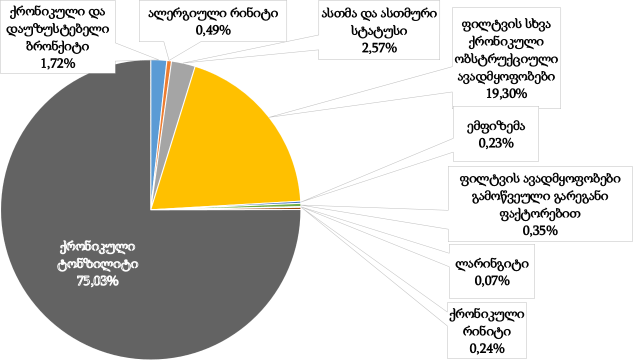 ქრონიკული და
დაუზუსტებელი
ბრონქიტი
1,72%
ალერგიული რინიტი
0,49%
ასთმა და ასთმური
სტატუსი
2,57%
ფილტვის სხვა
ქრონიკული
ობსტრუქციული
ავადმყოფობები
19,30%
ემფიზემა
0,23%
ფილტვის ავადმყოფობები
გამოწვეული გარეგანი
ფაქტორებით
0,35%
ლარინგიტი
0,07%
ქრონიკული
რინიტი
0,24%
ქრონიკული
ტონზილიტი
75,03%